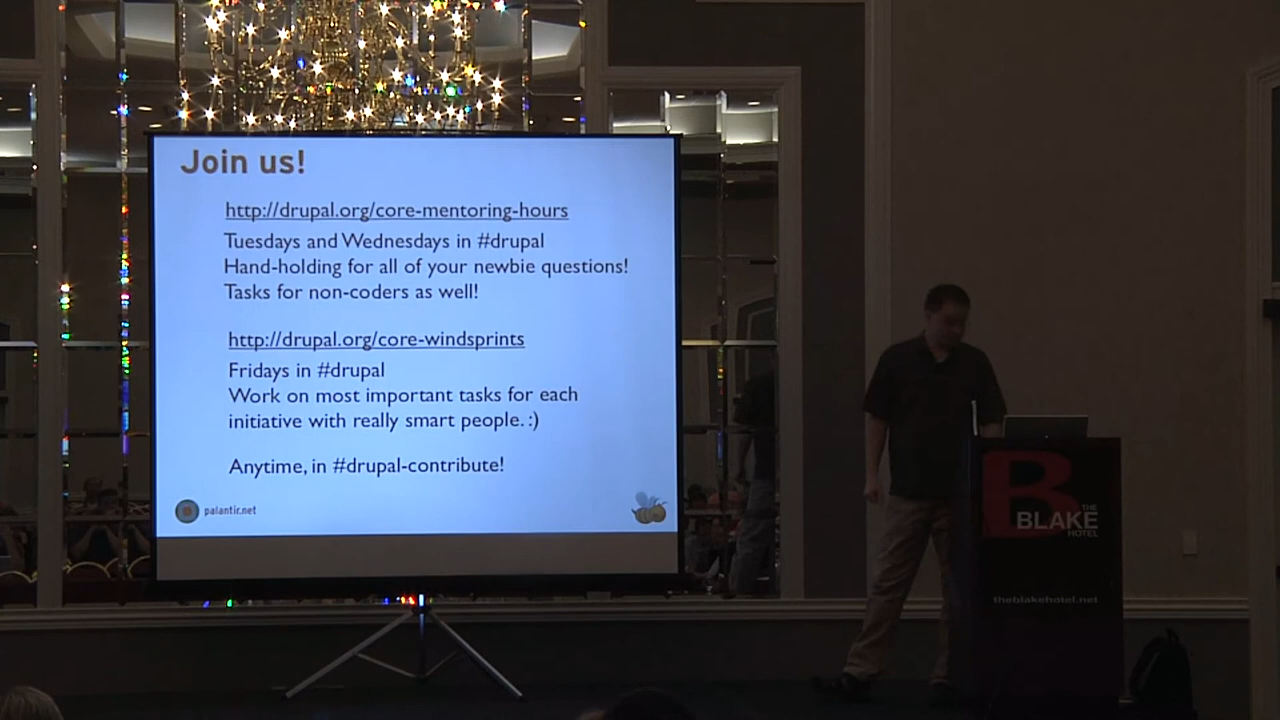 Join us!
http://drupal.org/core-mentoring-hours
Tuesdays and Wednesdays in #drupal
Hand-holding for all of your newbie questions!
Tasks for non-coders as well!
http://drupal.org/core-windsprints
Fridays in #drupal
Work on most important tasks for each
initiative with really smart people. :)
Anytime, in #drupal-contribute!
palantir.net
B
THE
BLAKE
HOTEL
theblakehotel.net